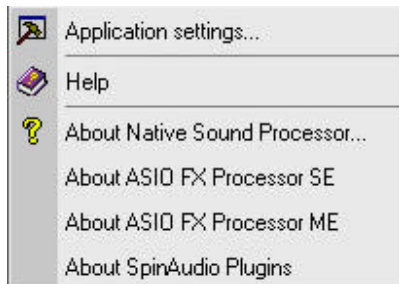 Application settings...
Help
About Native Sound Processor...
About ASIO FX Processor SE
About ASIO FX Processor ME
About SpinAudio Plugins